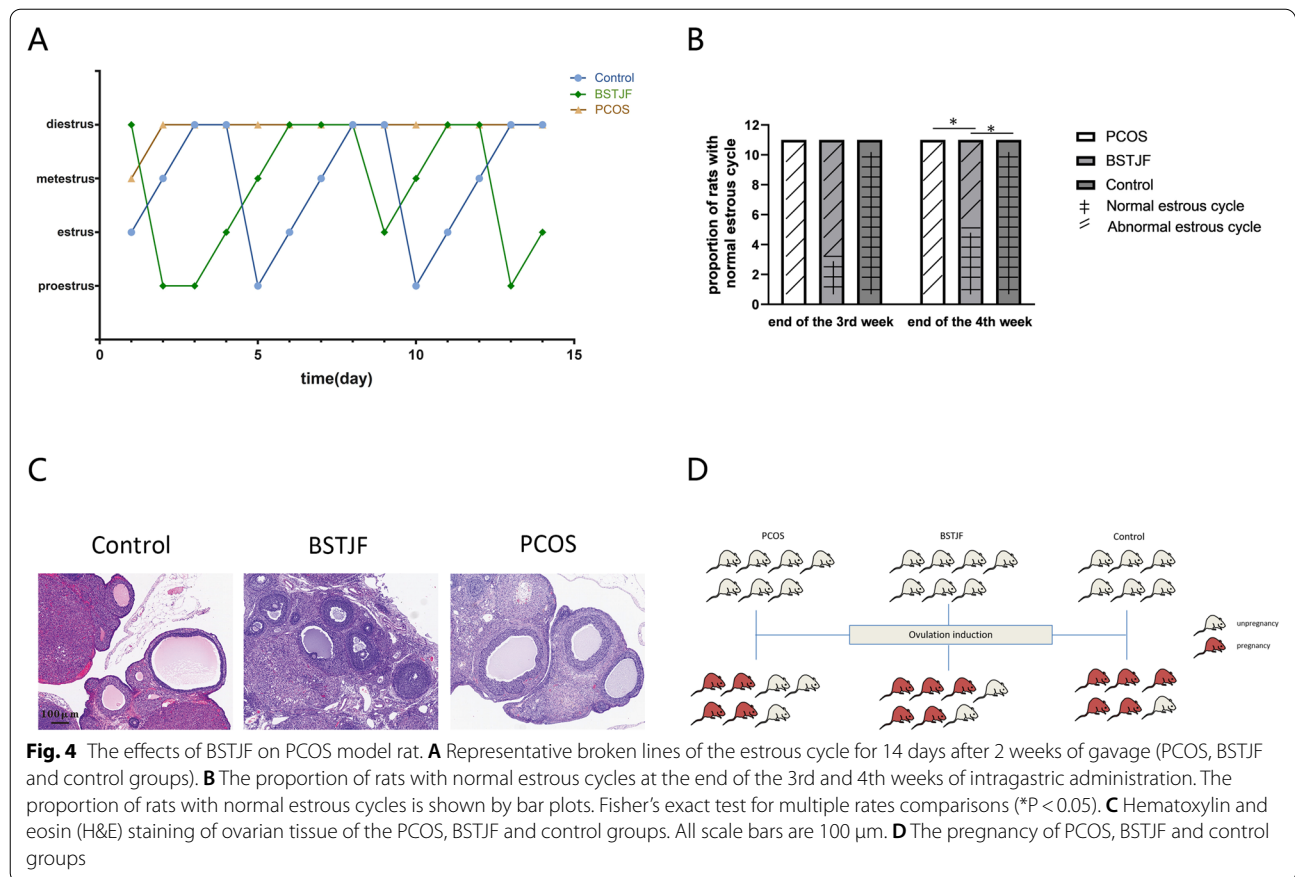 A
Control
BSTJF
PCOS
diestrus
metestrus
estrus
proestrus
0 5 10 15
time(day)
B
proportion of rats with
normal estrous cycle
12
10
8
6
4
2
0
end of the 3rd week end of the 4th week
* *
PCOS
BSTJF
Control
Normal estrous cycle
Abnormal estrous cycle
C
Control BSTJF PCOS
100μm
D
PCOS BSTJF Control
Ovulation induction
unpregnancy
pregnancy
Fig. 4 The effects of BSTJF on PCOS model rat. A Representative broken lines of the estrous cycle for 14 days after 2 weeks of gavage (PCOS, BSTJF
and control groups). B The proportion of rats with normal estrous cycles at the end of the 3rd and 4th weeks of intragastric administration. The
proportion of rats with normal estrous cycles is shown by bar plots. Fisher's exact test for multiple rates comparisons (*P < 0.05). C Hematoxylin and
eosin (H&E) staining of ovarian tissue of the PCOS, BSTJF and control groups. All scale bars are 100 μm. D The pregnancy of PCOS, BSTJF and control
groups